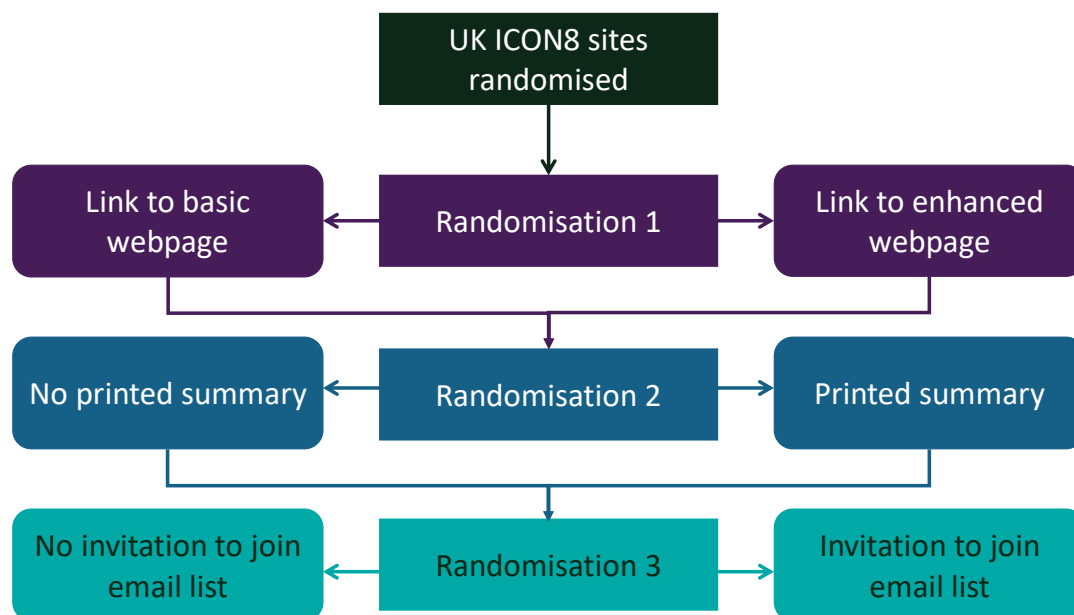 UK ICON8 sites
randomised
Link to basic
webpage
Randomisation 1
Link to enhanced
webpage
No printed summary
Randomisation 2
Printed summary
No invitation to join
email list
Randomisation 3
Invitation to join
email list